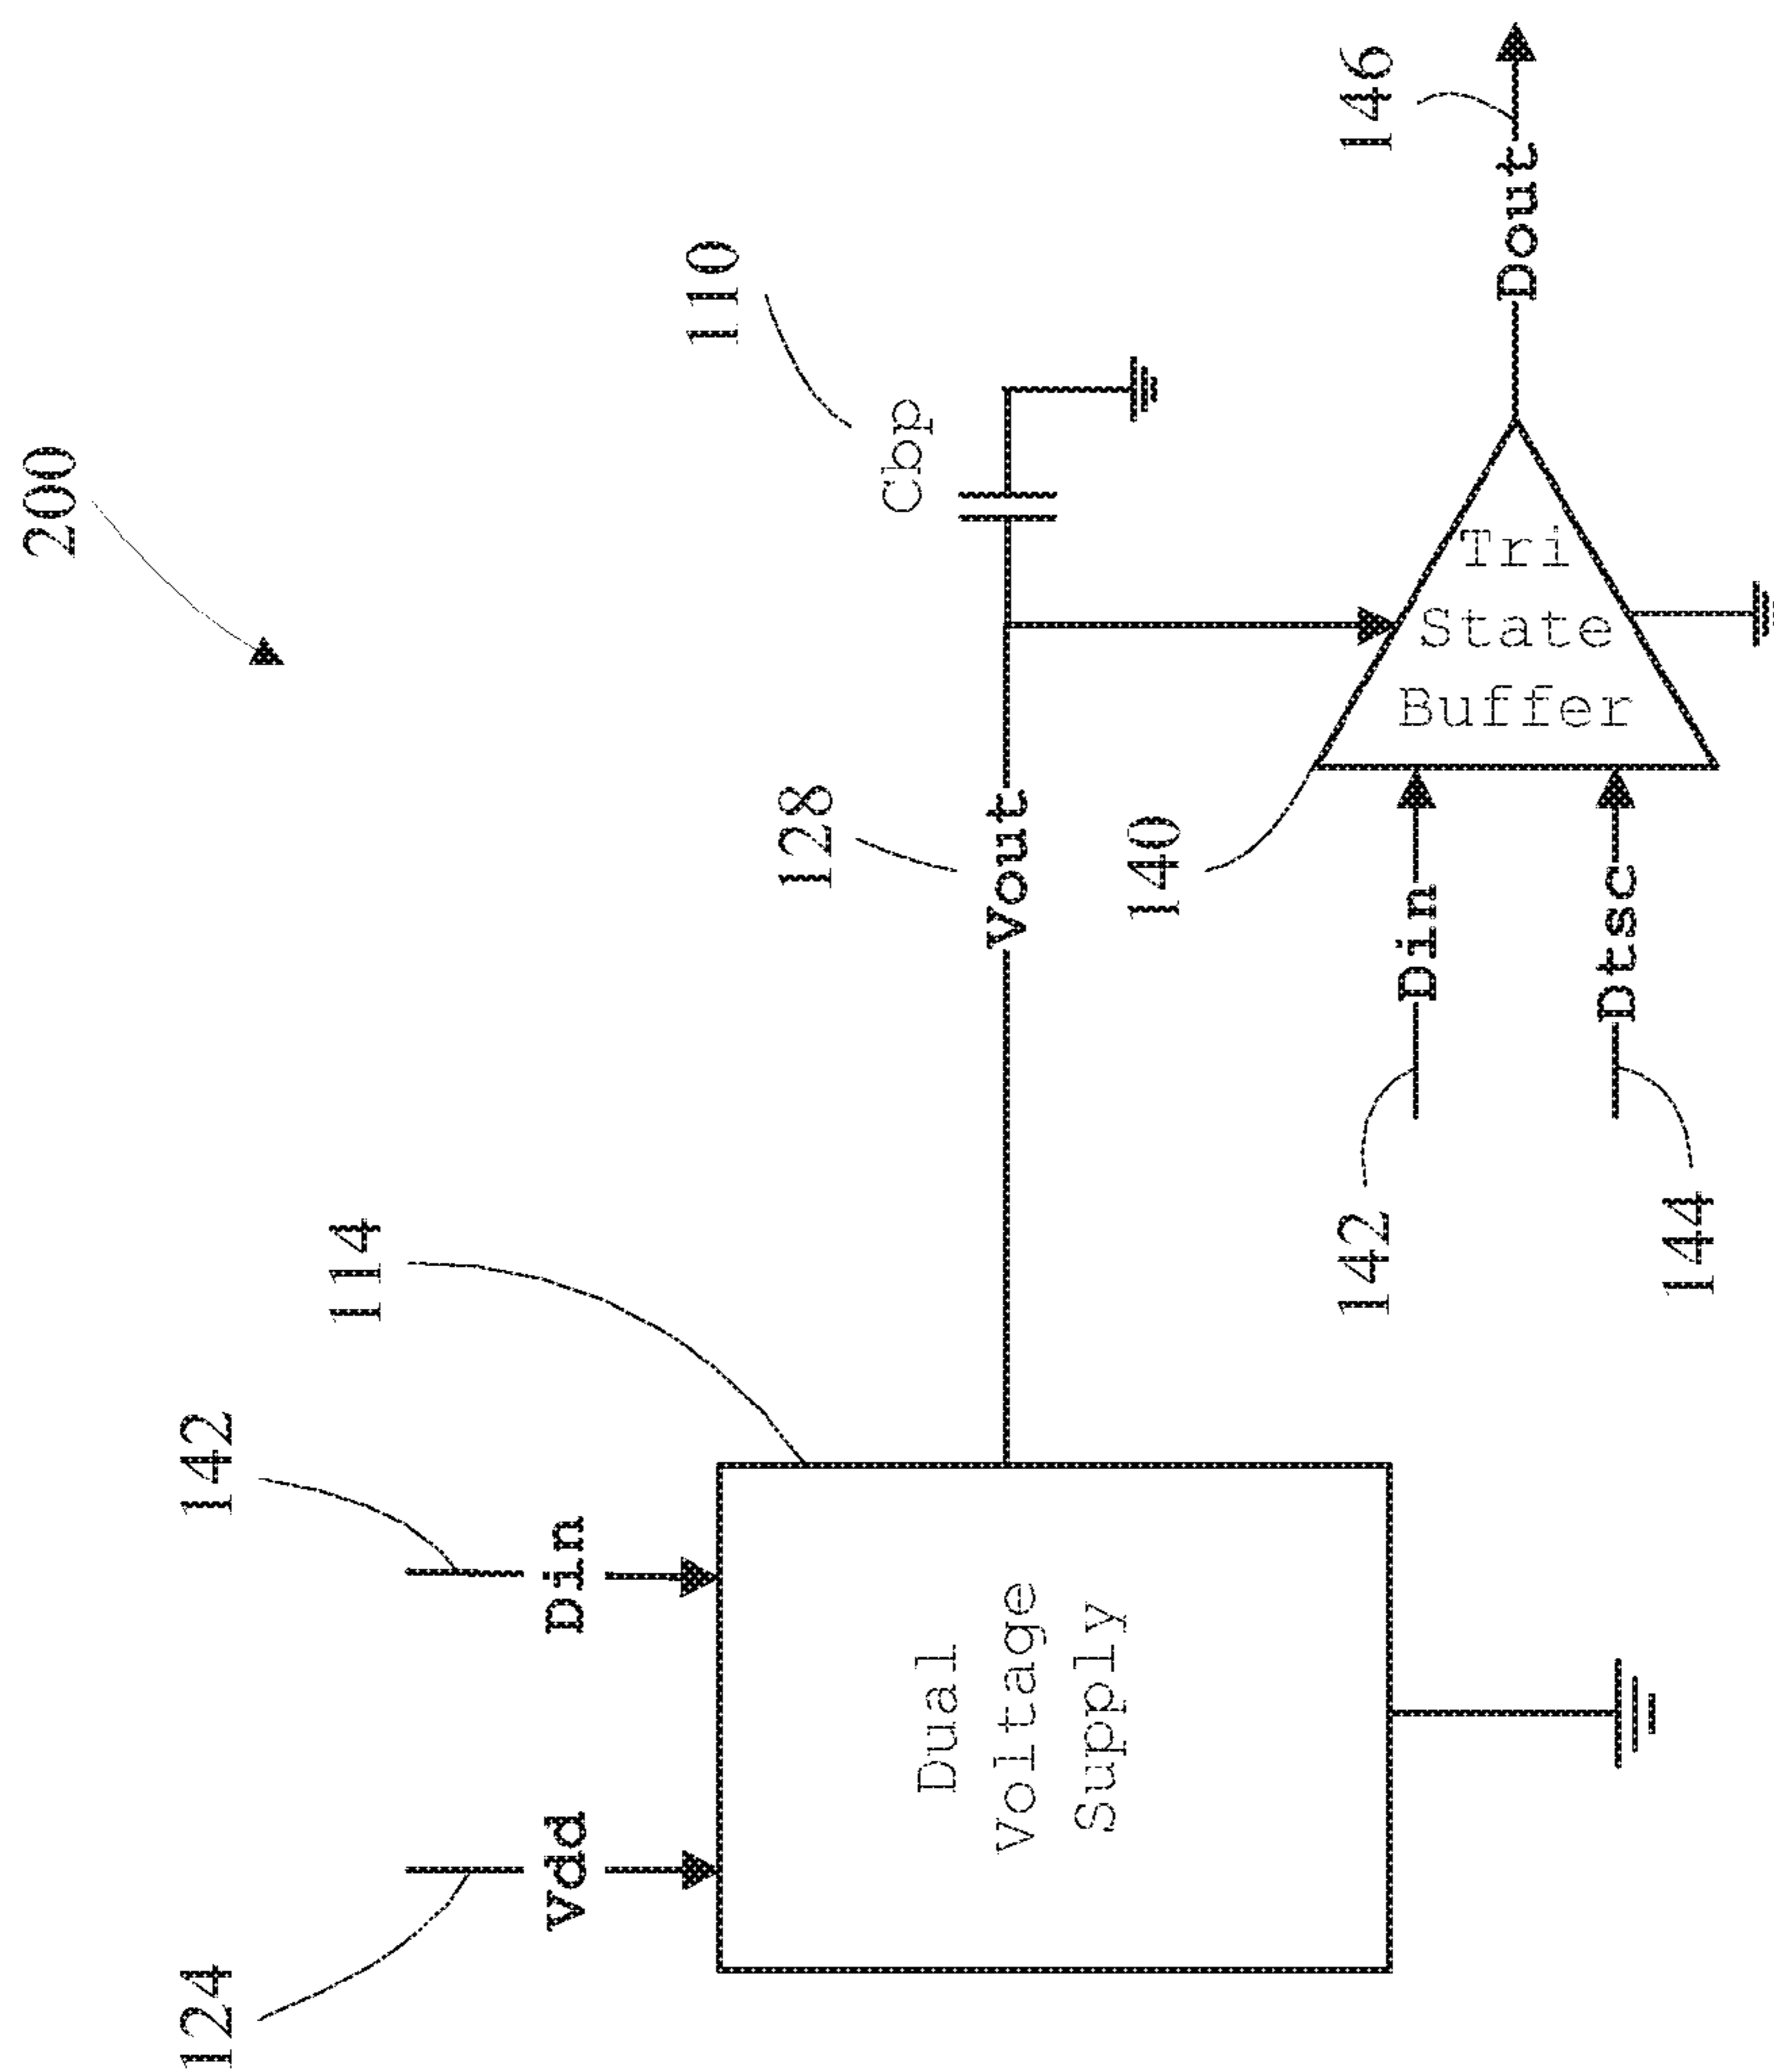 200
146
Dout
110
Cbp
Tri
State
Buffer
128
Vout
140
Din
Dtsc
142
144
114
142
Din
Dual
Voltage
Supply
Vdd
124